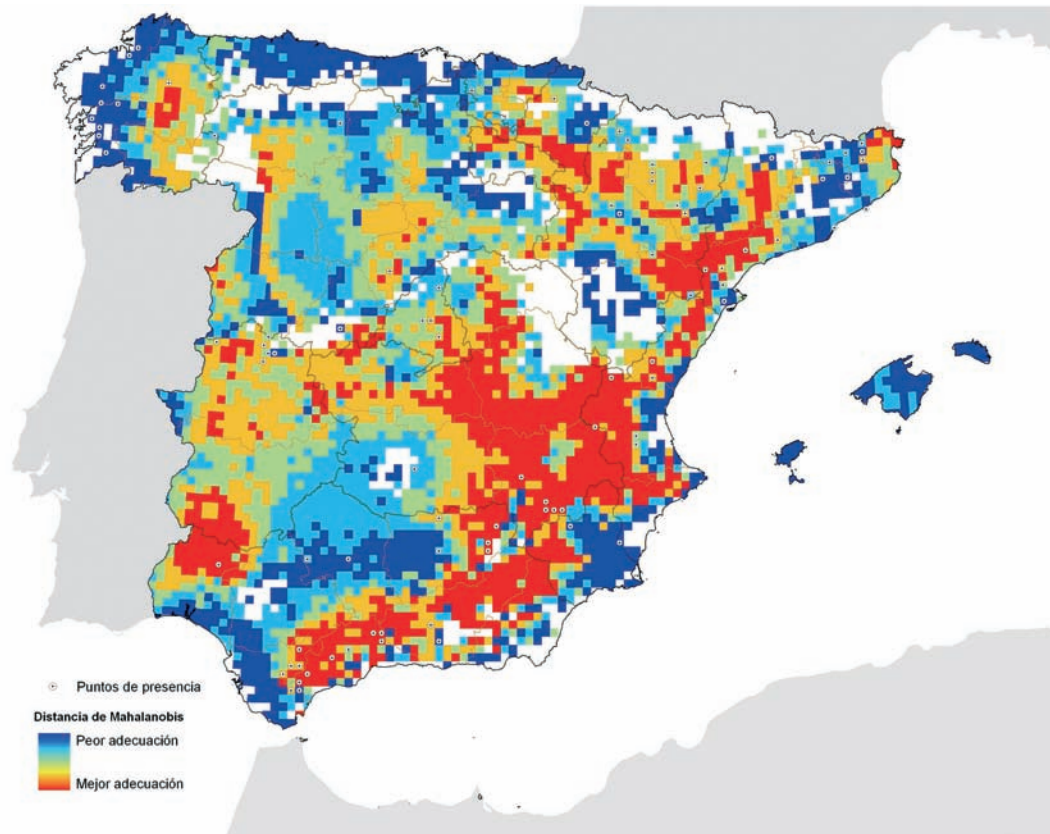 Puntos de presencia
Distancia de Mahalanobis
Peor adecuación
Mejor adecuación